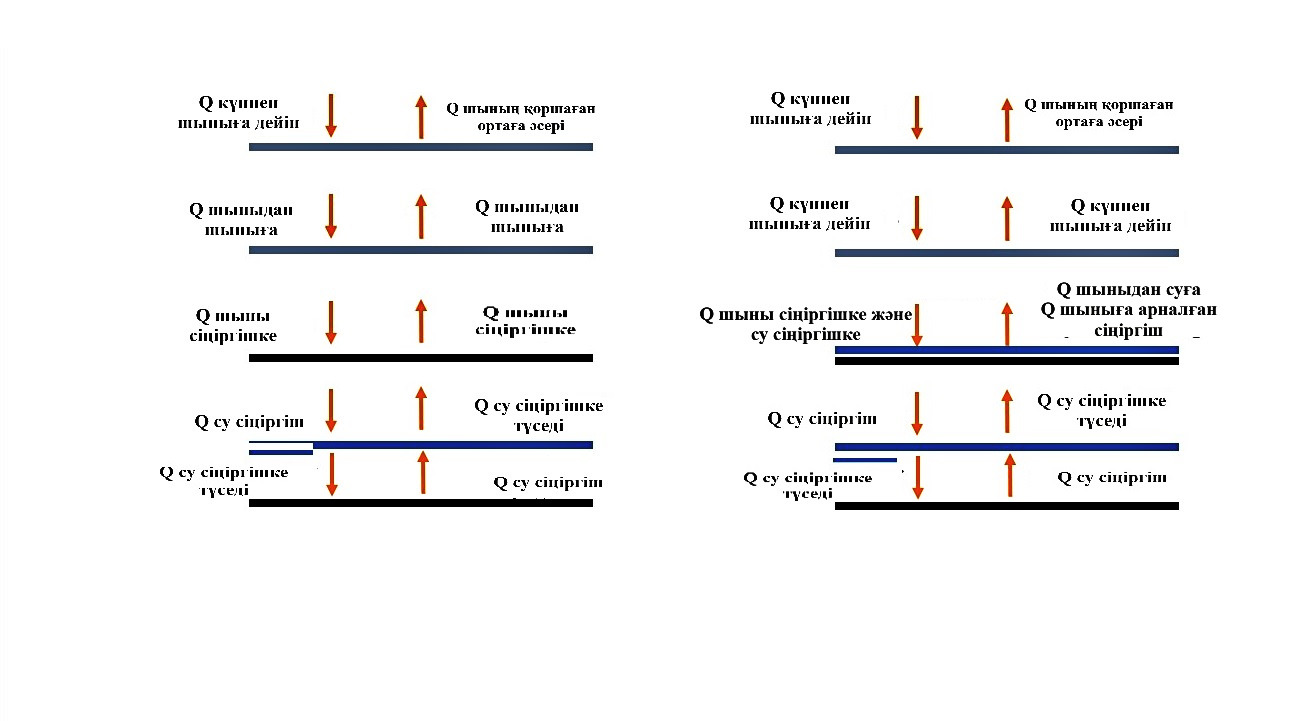 Q күннен
шыныға дейін
Q шының қоршаған
ортаға әсері
Q шыныдан
шыныға
Q шыныдан
шыныға
Q шыны
сіңіргішке
Q шыны
сіңіргішке
Q су сіңіргіш
Q су сіңіргішке
түседі
Q су сіңіргішке
түседі
Q су сіңіргіш
Q күннен
шыныға дейін
Q шының қоршаған
ортаға әсері
Q күннен
шыныға дейін
Q күннен
шыныға дейін
Q шыны сіңіргішке және
су сіңіргішке
Q шыныдан суға
Q шыныға арналған
сіңіргіш
Q су сіңіргіш
Q су сіңіргішке
түседі
Q су сіңіргішке
түседі
Q су сіңіргіш